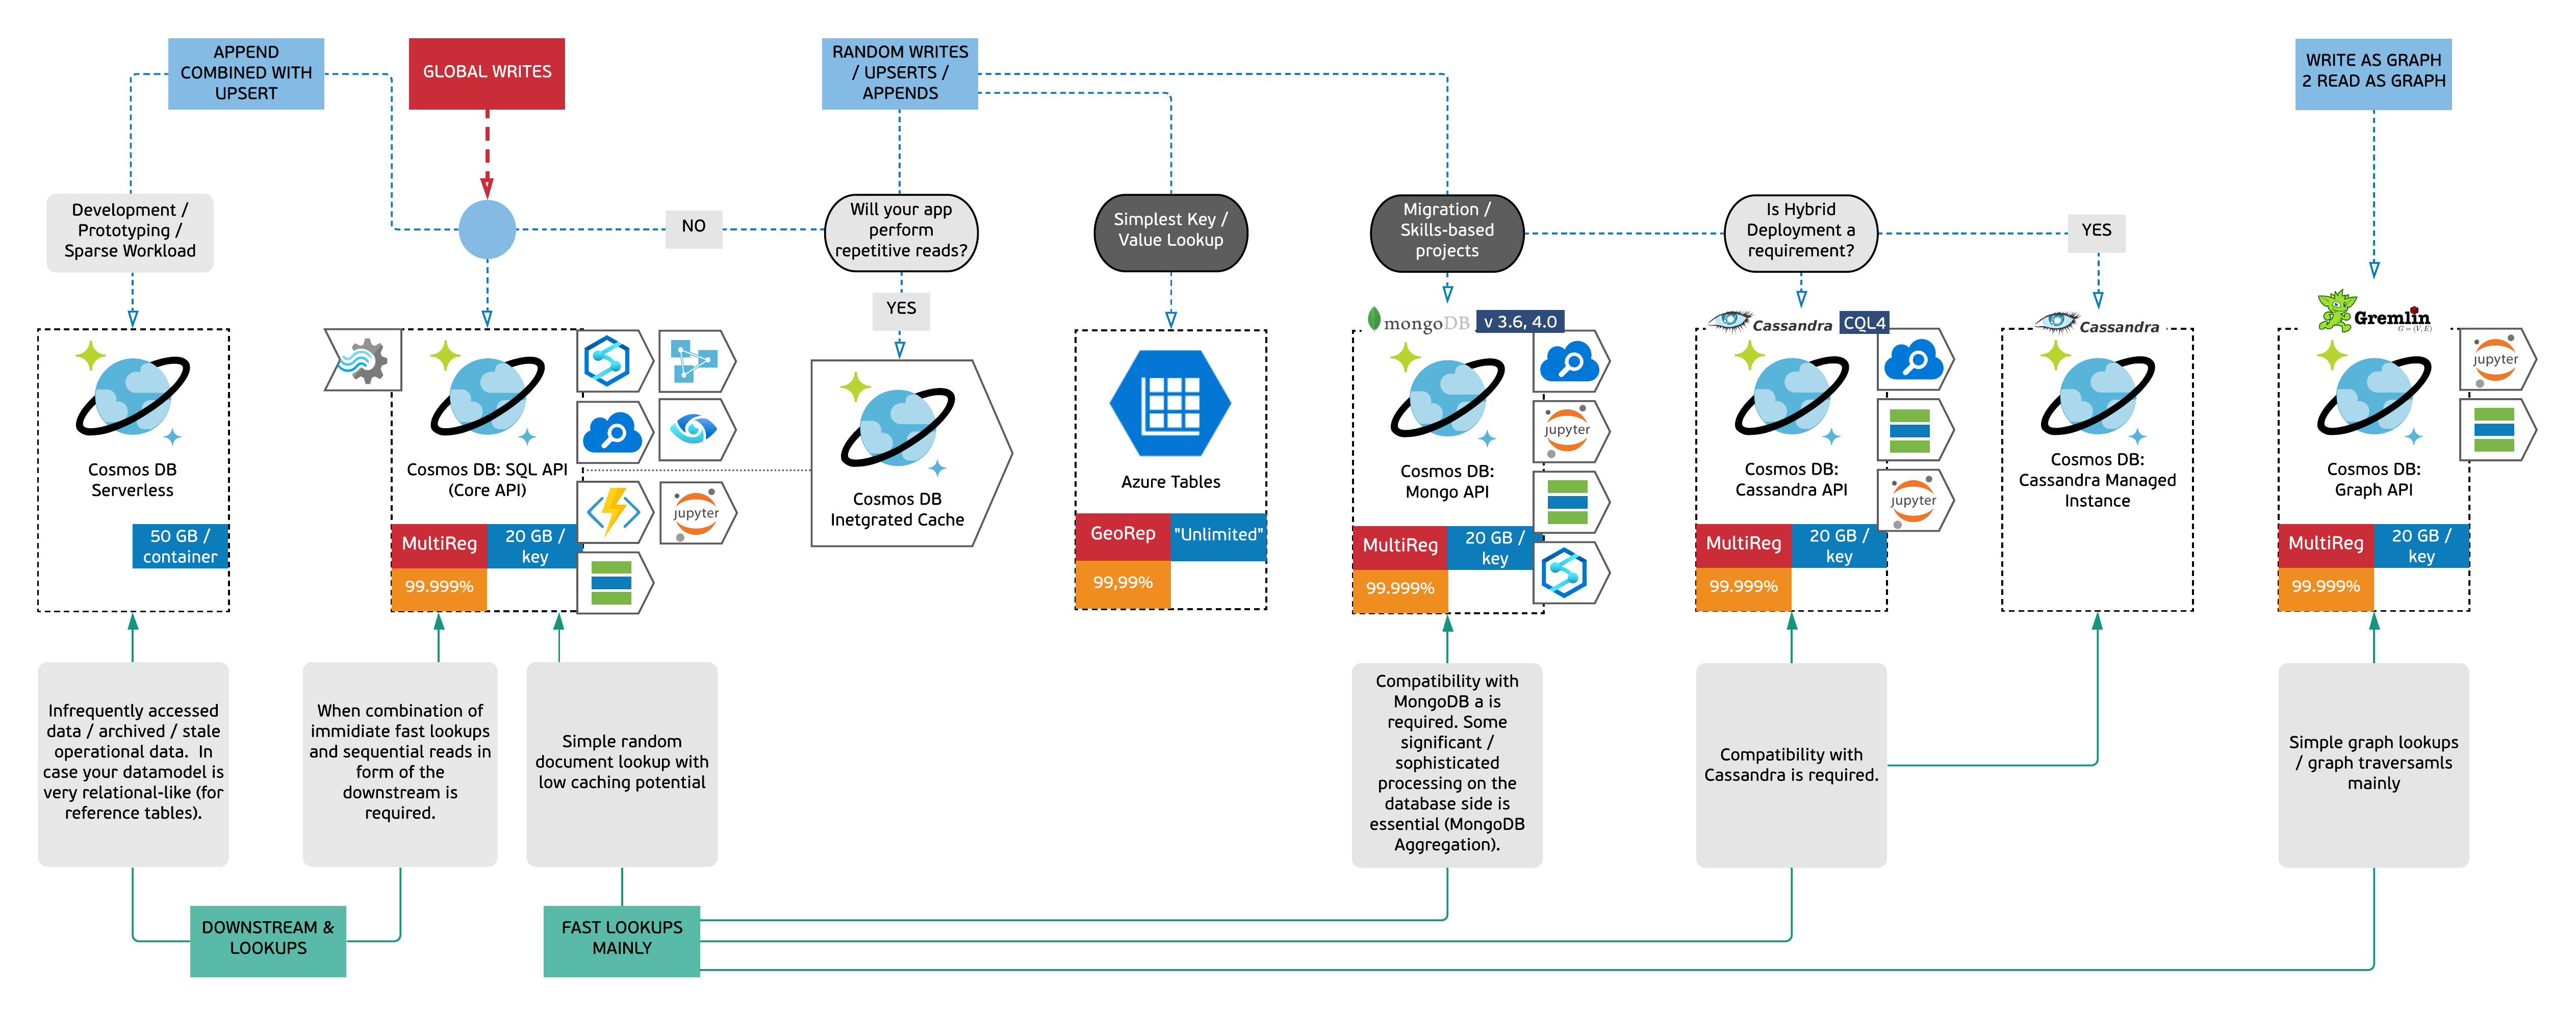 APPEND
COMBINED WITH
UPSERT
GLOBAL WRITES
RANDOM WRITES
/ UPSERTS /
APPENDS
WRITE AS GRAPH
2 READ AS GRAPH
Development /
Prototyping /
Sparse Workload
NO
Will your app
perform
repetitive reads?
Simplest Key /
Value Lookup
Migration /
Skills-based
projects
Is Hybrid
Deployment a
requirement?
YES
YES
mongoDB
v 3.6, 4.0
Cassandra
CQL4
Cassandra
Gremlin
G = (V, E)
Cosmos DB
Serverless
50 GB /
container
Cosmos DB: SQL API
(Core API)
MultiReg
20 GB /
key
99.999%
jupyter
Cosmos DB
Inetgrated Cache
Azure Tables
GeoRep
"Unlimited"
99,99%
Cosmos DB:
Mongo API
MultiReg
20 GB /
key
99.999%
jupyter
Cosmos DB:
Cassandra API
MultiReg
20 GB /
key
99.999%
jupyter
Cosmos DB:
Cassandra Managed
Instance
Cosmos DB:
Graph API
MultiReg
20 GB /
key
99.999%
jupyter
Infrequently accessed
data / archived / stale
operational data. In
case your datamodel is
very relational-like (for
reference tables).
When combination of
immidiate fast lookups
and sequential reads in
form of the
downstream is
required.
Simple random
document lookup with
low caching potential
Compatibility with
MongoDB a is
required. Some
significant /
sophisticated
processing on the
database side is
essential (MongoDB
Aggregation).
Compatibility with
Cassandra is required.
Simple graph lookups
/ graph traversamls
mainly
DOWNSTREAM &
LOOKUPS
FAST LOOKUPS
MAINLY